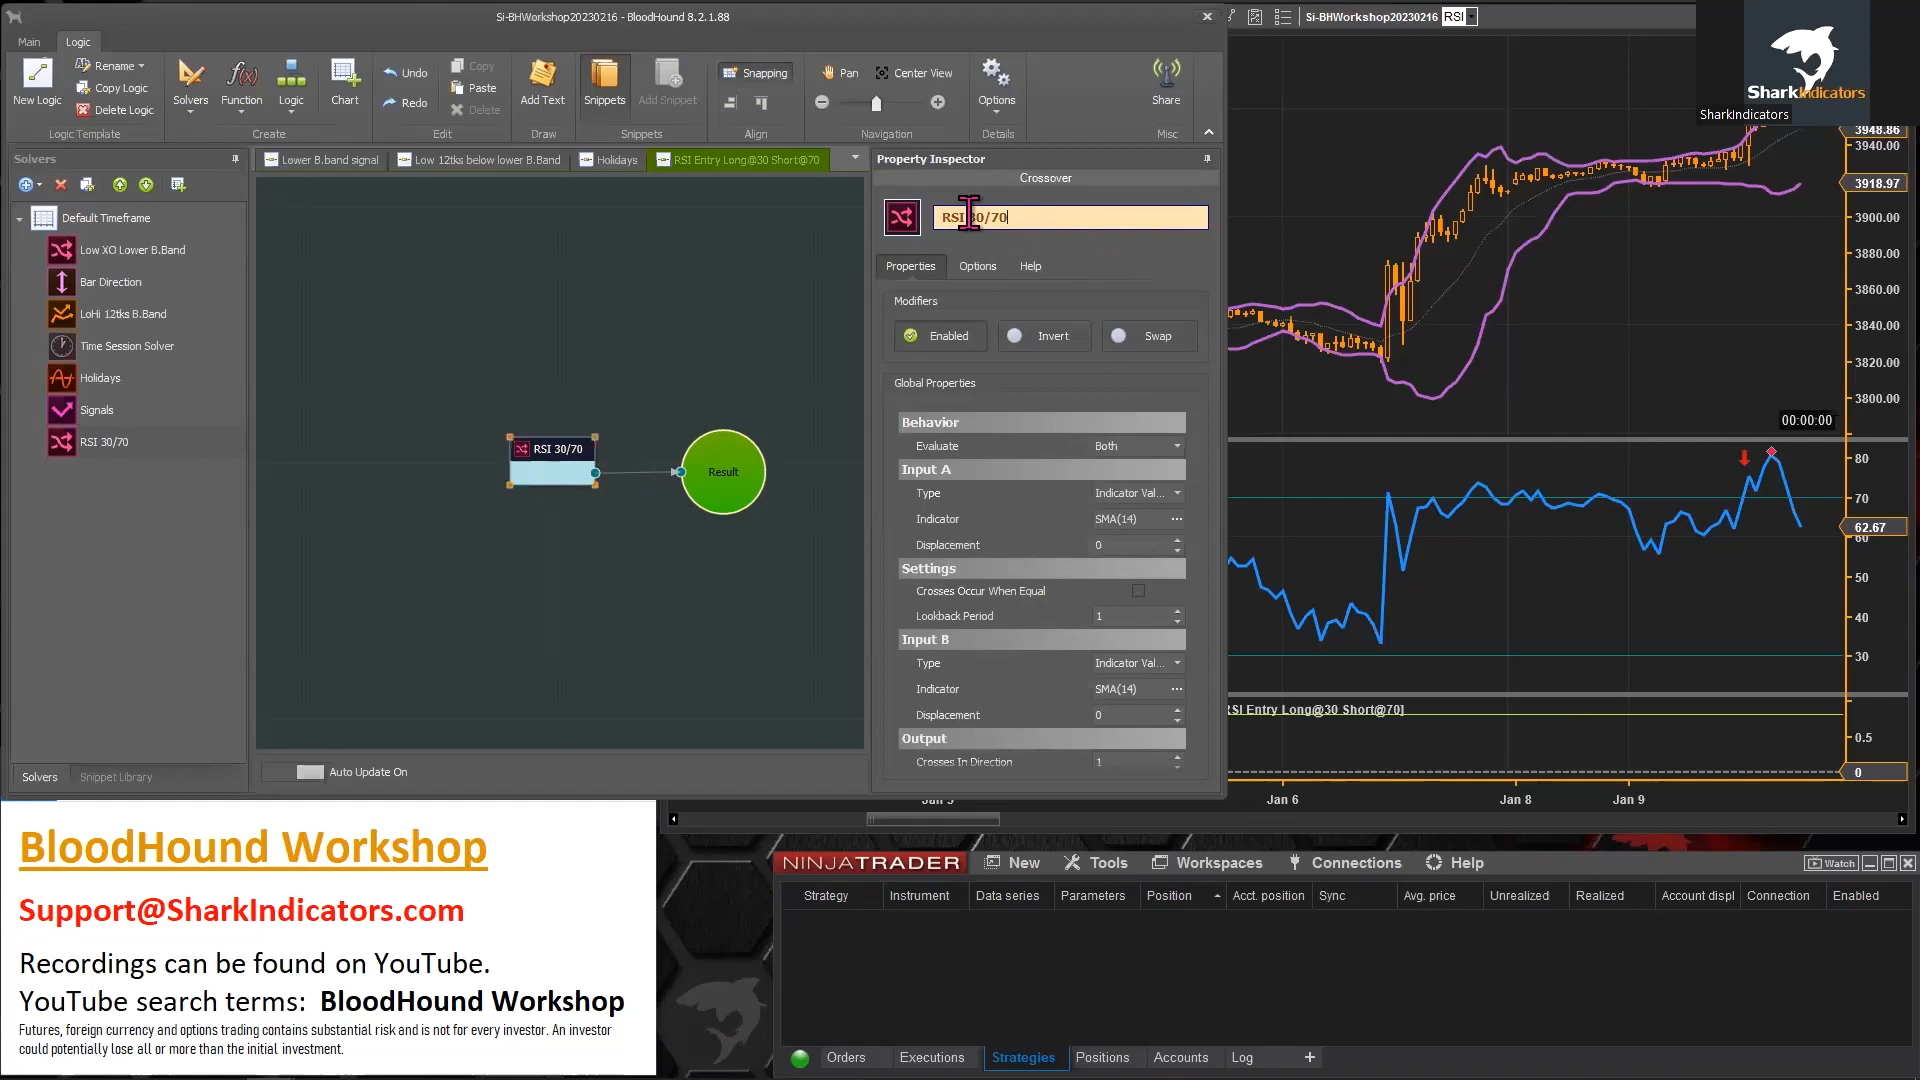 Si-BHWorkshop20230216 - BloodHound 8.2.1.88
Si-BHWorkshop20230216 RSI
SharkIndicators
SharkIndicators
Main Logic
New Logic
Rename
Copy Logic
Delete Logic
Logic Template
Solvers Function Logic Chart
Create
Undo
Redo
Copy
Paste
Delete
Edit
Add Text
Draw
Snippets Add Snippet
Snippets
Snapping
Align
Pan Center View
Navigation
Options
Details
Share
Misc
Solvers
Default Timeframe
Low XO Lower B.Band
Bar Direction
LoHi 12tks B.Band
Time Session Solver
Holidays
Signals
RSI 30/70
Solvers Snippet Library
Lower B.band signal Low 12tks below lower B.Band Holidays RSI Entry Long@30 Short@70
RSI 30/70
Result
Auto Update On
Property Inspector
Crossover
RSI 30/70
Properties Options Help
Modifiers
Enabled Invert Swap
Global Properties
Behavior
Evaluate Both
Input A
Type Indicator Val...
Indicator SMA(14) ...
Displacement 0
Settings
Crosses Occur When Equal
Lookback Period 1
Input B
Type Indicator Val...
Indicator SMA(14) ...
Displacement 0
Output
Crosses In Direction 1
3948.86
3940.00
3918.97
3900.00
3880.00
3860.00
3840.00
3820.00
3800.00
00:00:00
80
70
62.67
60
50
40
30
RSI Entry Long@30 Short@70]
0.5
0
Jan 5 Jan 6 Jan 8 Jan 9
BloodHound Workshop
Support@SharkIndicators.com
Recordings can be found on YouTube.
YouTube search terms: BloodHound Workshop
Futures, foreign currency and options trading contains substantial risk and is not for every investor. An investor
could potentially lose all or more than the initial investment.
NINJATRADER New Tools Workspaces Connections Help Watch
Strategy Instrument Data series Parameters Position Acct. position Sync Avg. price Unrealized Realized Account displ Connection Enabled
Orders Executions Strategies Positions Accounts Log +